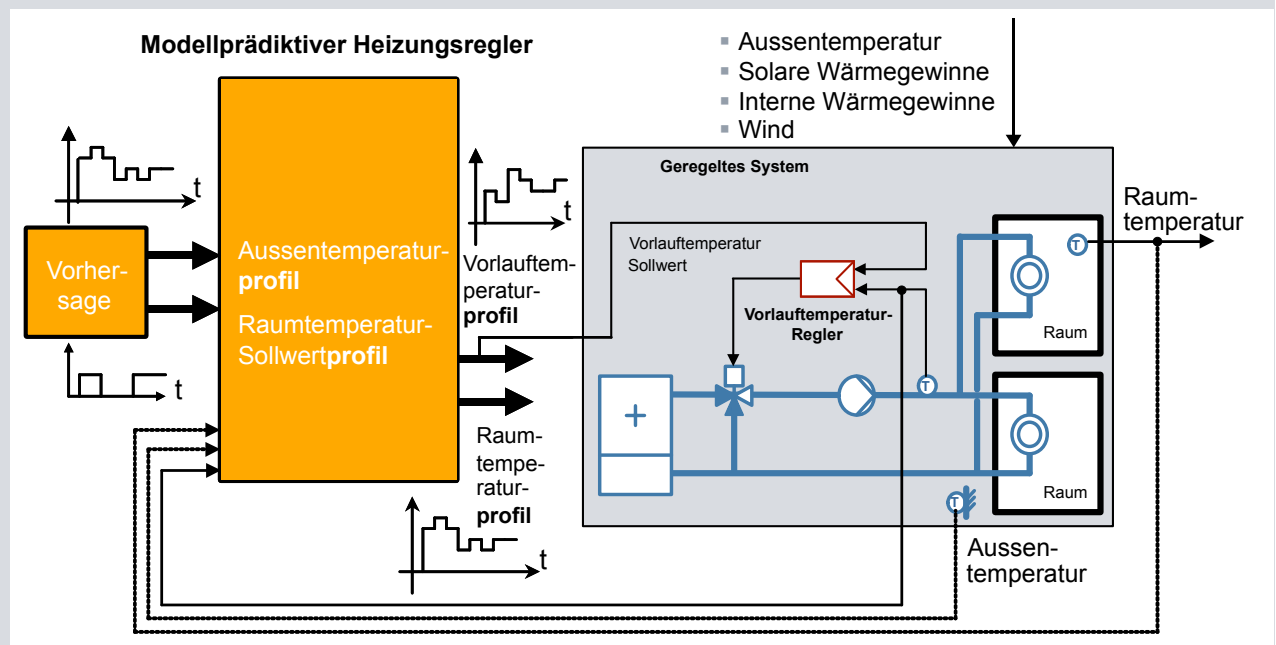 Modellprädiktiver Heizungsregler
Aussentemperatur
Solare Wärmegewinne
Interne Wärmegewinne
Wind
Geregeltes System
t
t
Raum-
temperatur
Vorher-
sage
Aussentemperatur-
profil
Raumtemperatur-
Sollwertprofil
Vorlauftem-
peratur-
profil
Vorlauftemperatur
Sollwert
Vorlauftemperatur-
Regler
T
Raum
T
+
t
Raum-
tempe-
ratur-
profil
t
Raum
T
Aussen-
temperatur